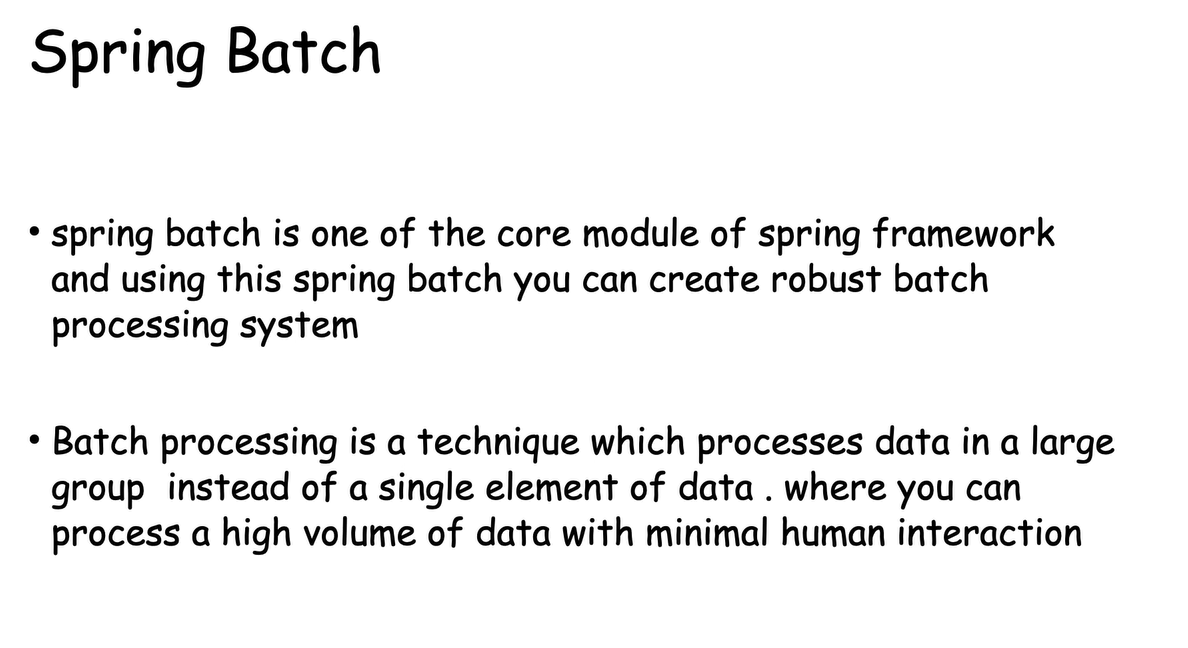 Spring Batch
• spring batch is one of the core module of spring framework
and using this spring batch you can create robust batch
processing system
• Batch processing is a technique which processes data in a large
group  instead of a single element of data . where you can
process a high volume of data with minimal human interaction